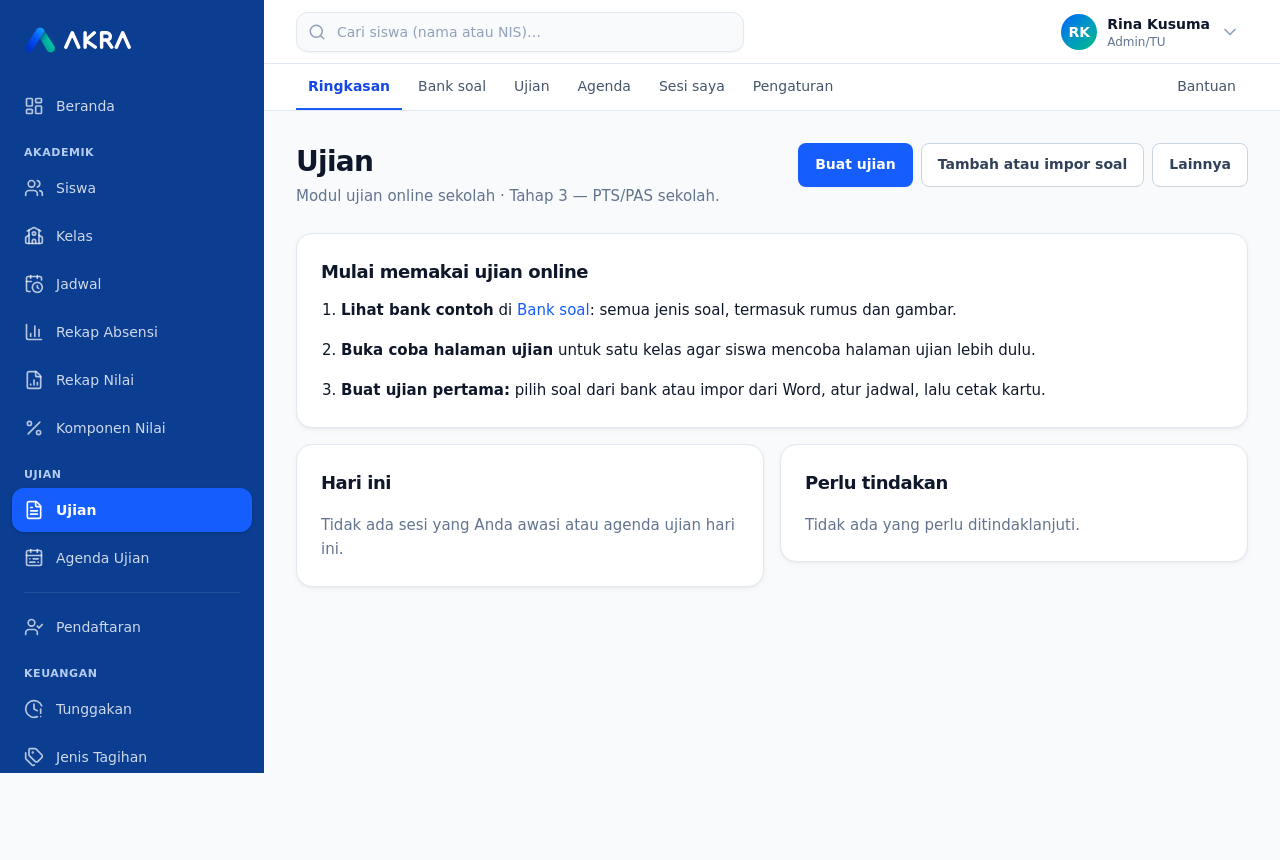 AKRA
Cari siswa (nama atau NIS)...
RK
Rina Kusuma
Admin/TU
Beranda
AKADEMIK
Siswa
Kelas
Jadwal
Rekap Absensi
Rekap Nilai
Komponen Nilai
UJIAN
Ujian
Agenda Ujian
Pendaftaran
KEUANGAN
Tunggakan
Jenis Tagihan
Ringkasan
Bank soal
Ujian
Agenda
Sesi saya
Pengaturan
Bantuan
Ujian
Modul ujian online sekolah · Tahap 3 — PTS/PAS sekolah.
Buat ujian
Tambah atau impor soal
Lainnya
Mulai memakai ujian online
1. Lihat bank contoh di Bank soal: semua jenis soal, termasuk rumus dan gambar.
2. Buka coba halaman ujian untuk satu kelas agar siswa mencoba halaman ujian lebih dulu.
3. Buat ujian pertama: pilih soal dari bank atau impor dari Word, atur jadwal, lalu cetak kartu.
Hari ini
Tidak ada sesi yang Anda awasi atau agenda ujian hari
ini.
Perlu tindakan
Tidak ada yang perlu ditindaklanjuti.